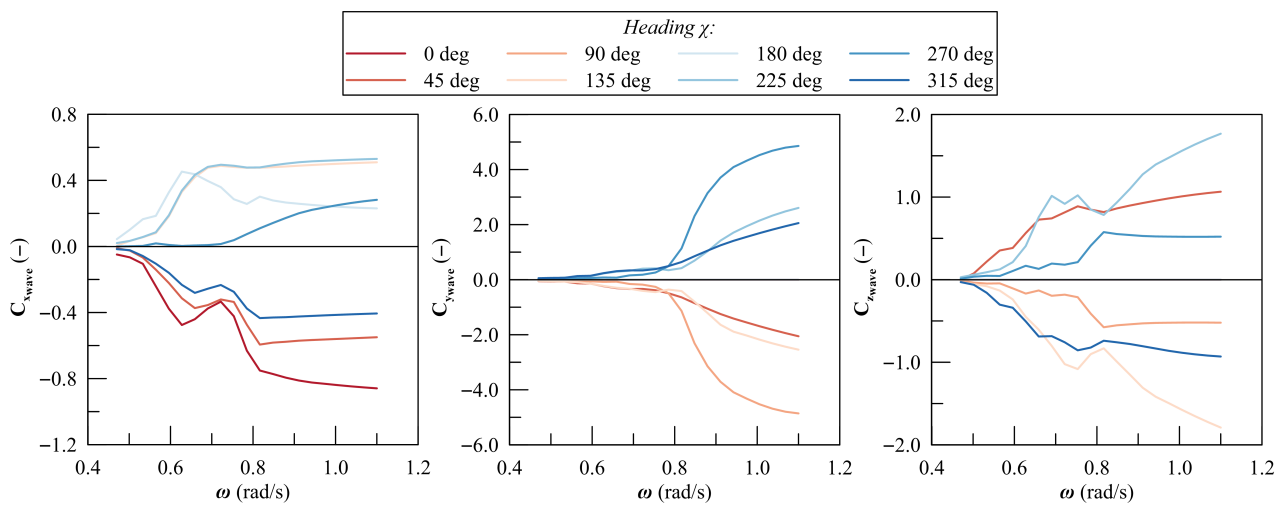 Heading χ:
0 deg 90 deg 180 deg 270 deg
45 deg 135 deg 225 deg 315 deg
0.8
0.4
0.0
−0.4
−0.8
−1.2
C_x_wave (−)
0.4 0.6 0.8 1.0 1.2
ω (rad/s)
6.0
4.0
2.0
0.0
−2.0
−4.0
−6.0
C_y_wave (−)
0.4 0.6 0.8 1.0 1.2
ω (rad/s)
2.0
1.0
0.0
−1.0
−2.0
C_z_wave (−)
0.4 0.6 0.8 1.0 1.2
ω (rad/s)